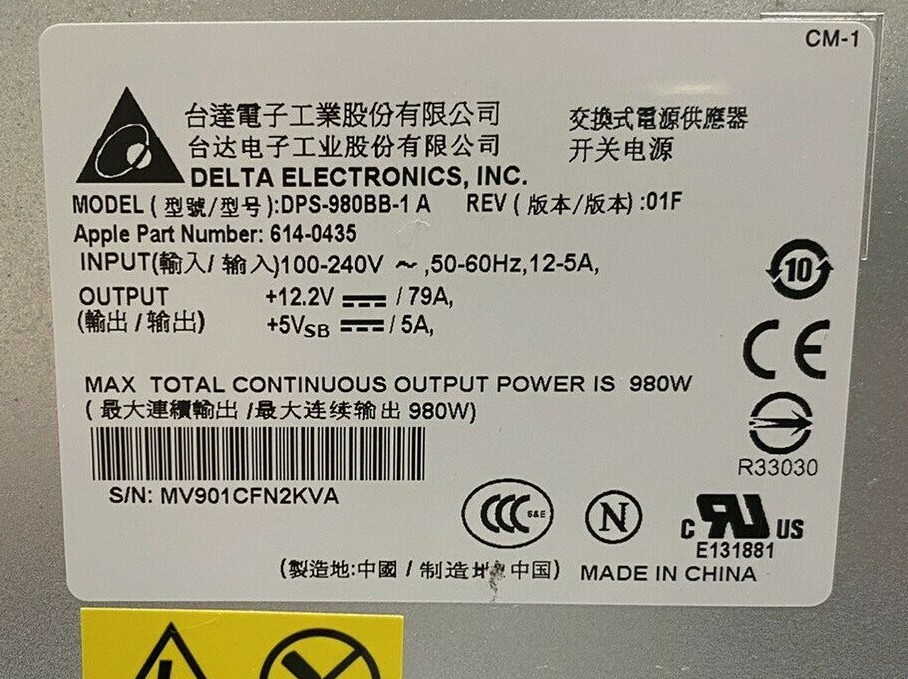 CM-1
台達電子工業股份有限公司
台达电子工业股份有限公司
DELTA ELECTRONICS, INC.
交換式電源供應器
开关电源
MODEL (型號/型号):DPS-980BB-1 A REV (版本/版本) :01F
Apple Part Number: 614-0435
INPUT(輸入/ 输入)100-240V ~ ,50-60Hz,12-5A,
OUTPUT +12.2V ⎓ / 79A,
(輸出 / 输出) +5VSB ⎓ / 5A,
10
CE
MAX TOTAL CONTINUOUS OUTPUT POWER IS 980W
( 最大連續輸出 /最大连续输出 980W)
R33030
S/N: MV901CFN2KVA
CCC S&E
N
c RU US
E131881
(製造地:中國 / 制造地:中国) MADE IN CHINA